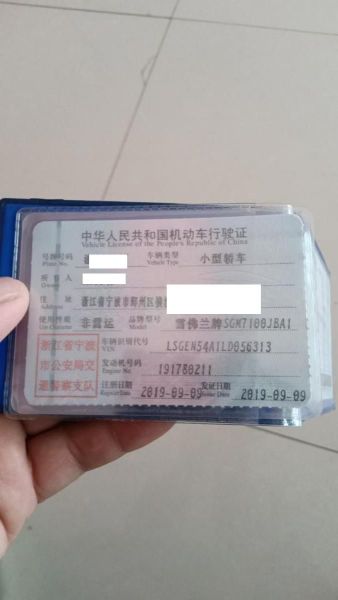 中华人民共和国机动车行驶证
Vehicle License of the People's Republic of China
号牌号码 车辆类型 小型轿车
Plate No. Vehicle Type
所有人
Owner
住址 浙江省宁波市鄞州区横
使用性质 非营运 品牌型号 雪佛兰牌SGM7100JBA1
Use Character Model
浙江省宁波 车辆识别代号 LSGEN54A1LD056313
VIN
市公安局交 发动机号码 191780211
Engine No.
通警察支队 注册日期 2019-09-09 发证日期 2019-09-09
Register Date Issue Date